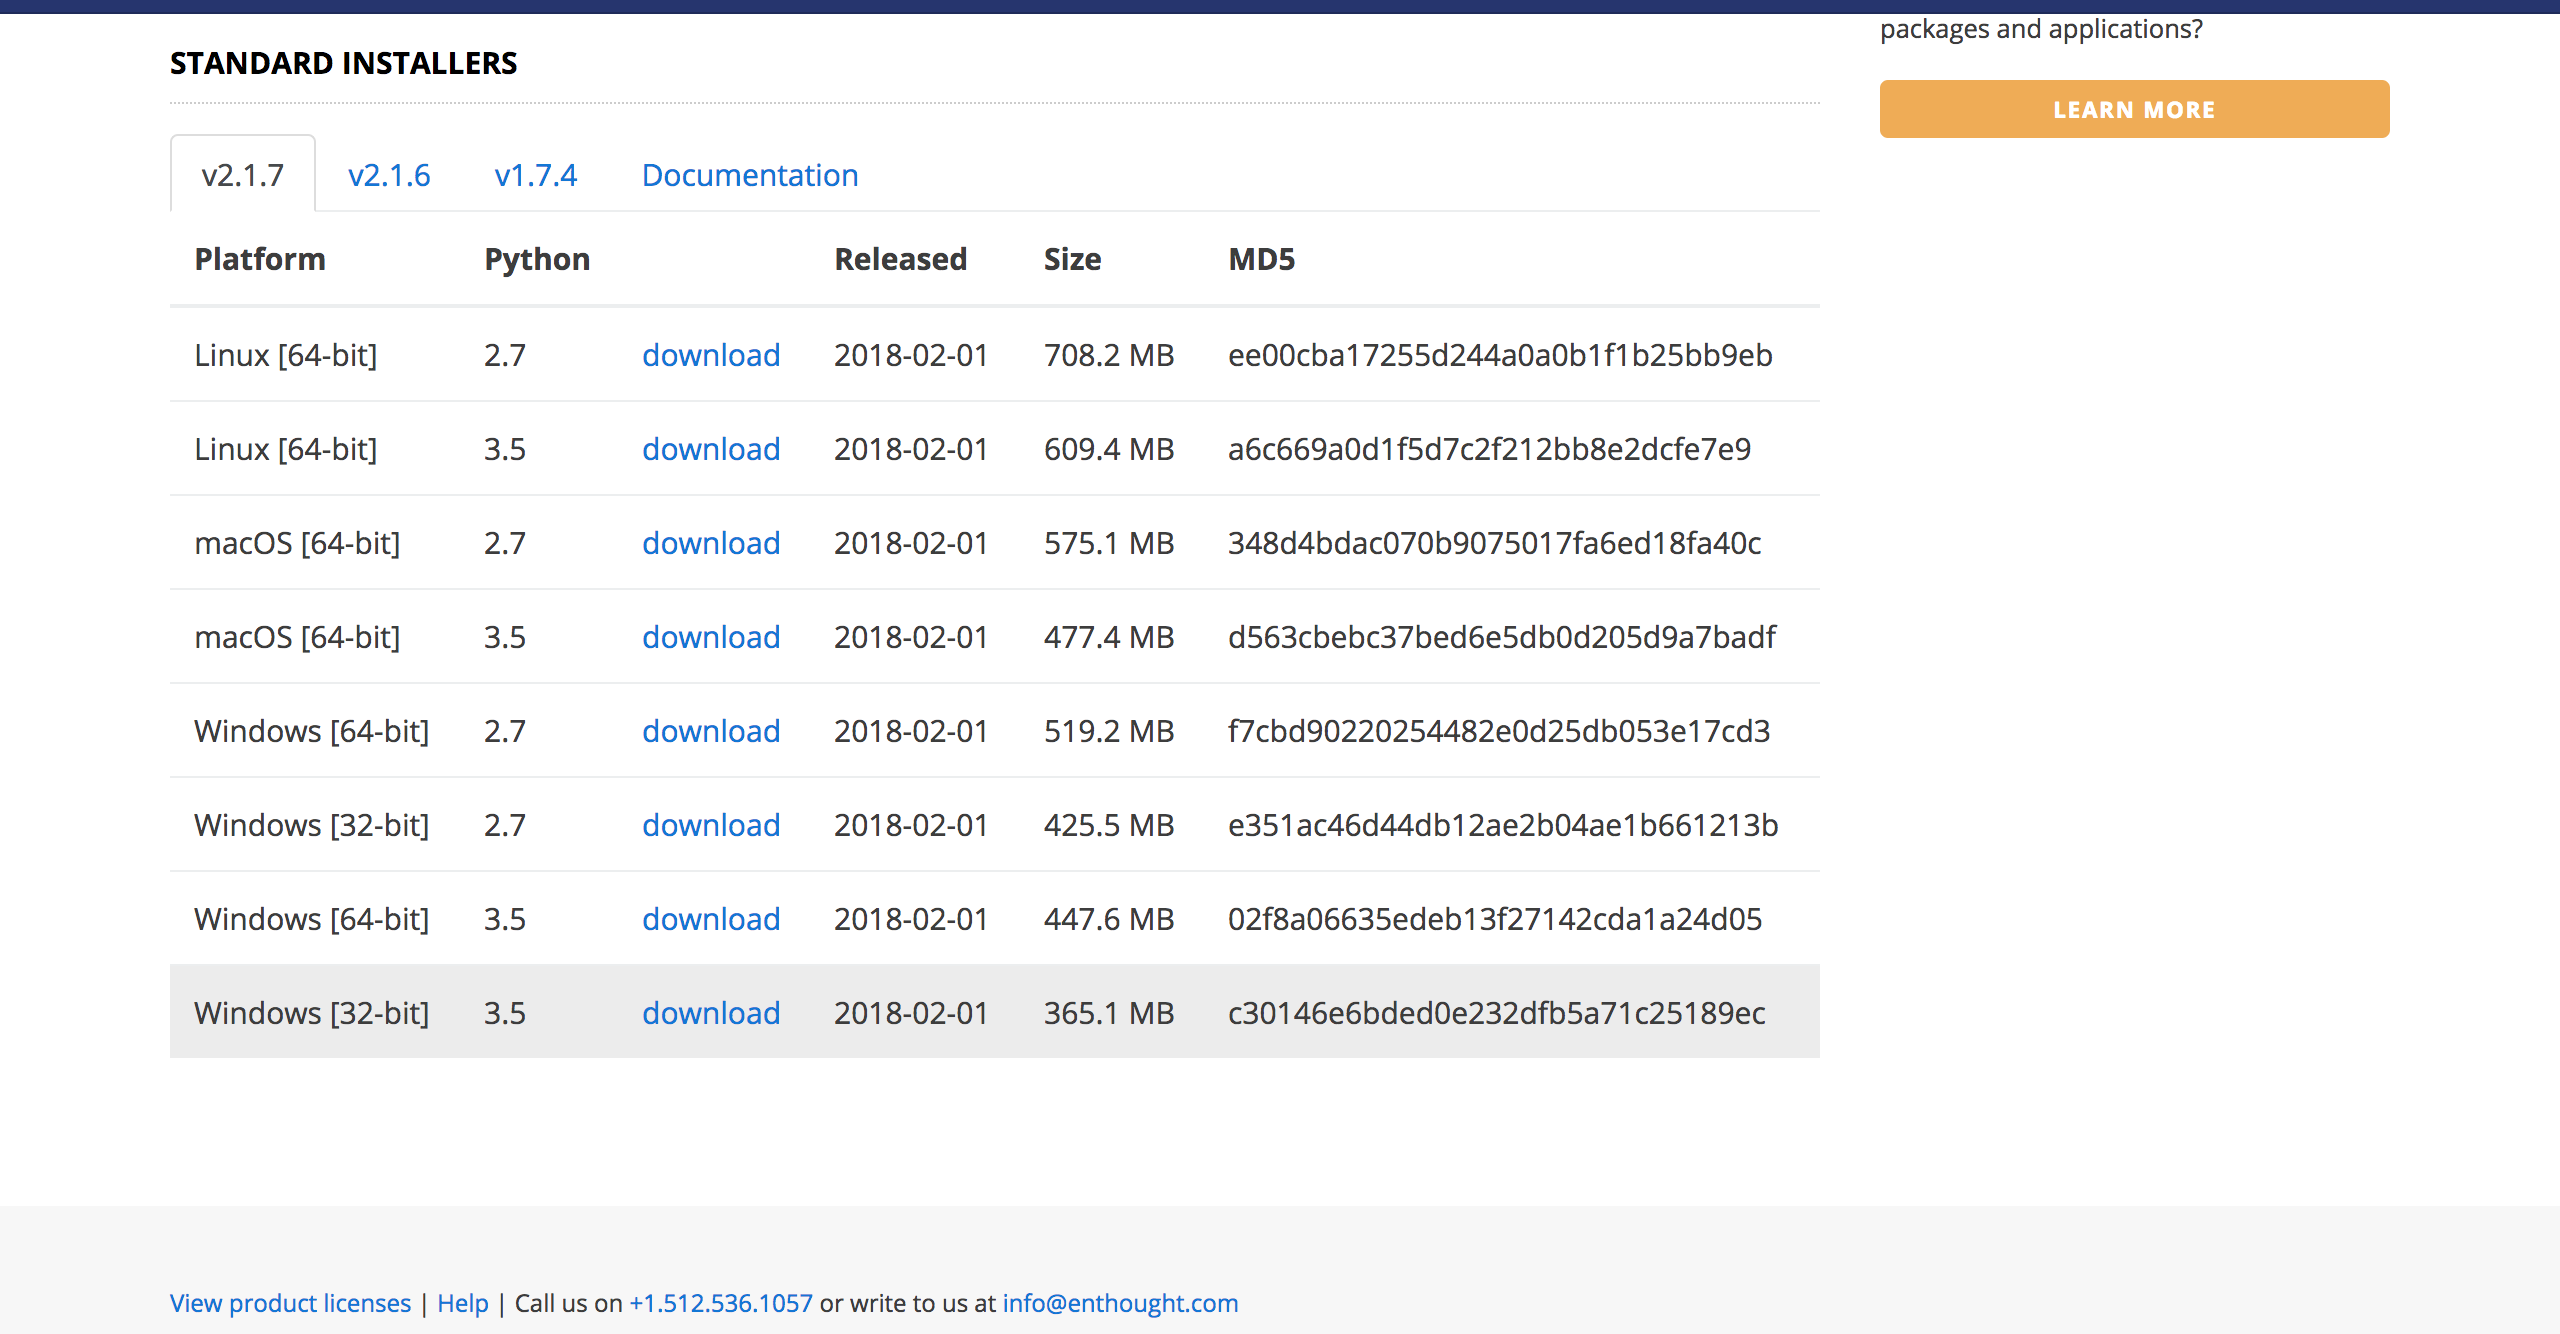 packages and applications?
LEARN MORE
STANDARD INSTALLERS
v2.1.7 v2.1.6 v1.7.4 Documentation
Platform Python Released Size MD5
Linux [64-bit] 2.7 download 2018-02-01 708.2 MB ee00cba17255d244a0a0b1f1b25bb9eb
Linux [64-bit] 3.5 download 2018-02-01 609.4 MB a6c669a0d1f5d7c2f212bb8e2dcfe7e9
macOS [64-bit] 2.7 download 2018-02-01 575.1 MB 348d4bdac070b9075017fa6ed18fa40c
macOS [64-bit] 3.5 download 2018-02-01 477.4 MB d563cbebc37bed6e5db0d205d9a7badf
Windows [64-bit] 2.7 download 2018-02-01 519.2 MB f7cbd90220254482e0d25db053e17cd3
Windows [32-bit] 2.7 download 2018-02-01 425.5 MB e351ac46d44db12ae2b04ae1b661213b
Windows [64-bit] 3.5 download 2018-02-01 447.6 MB 02f8a06635edeb13f27142cda1a24d05
Windows [32-bit] 3.5 download 2018-02-01 365.1 MB c30146e6bded0e232dfb5a71c25189ec
View product licenses | Help | Call us on +1.512.536.1057 or write to us at info@enthought.com